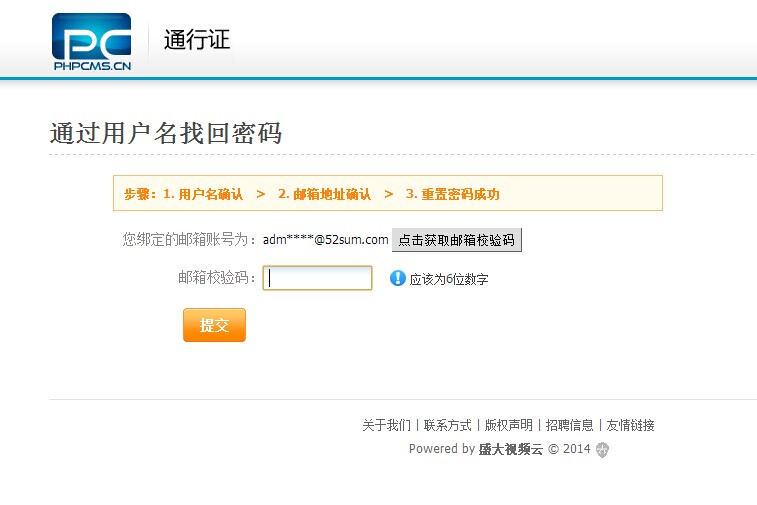 PC
PHPCMS.CN
通行证
通过用户名找回密码
步骤：1. 用户名确认 > 2. 邮箱地址确认 > 3. 重置密码成功
您绑定的邮箱账号为：adm****@52sum.com 点击获取邮箱校验码
邮箱校验码： 应该为6位数字
提交
关于我们 | 联系方式 | 版权声明 | 招聘信息 | 友情链接
Powered by 盛大视频云 © 2014